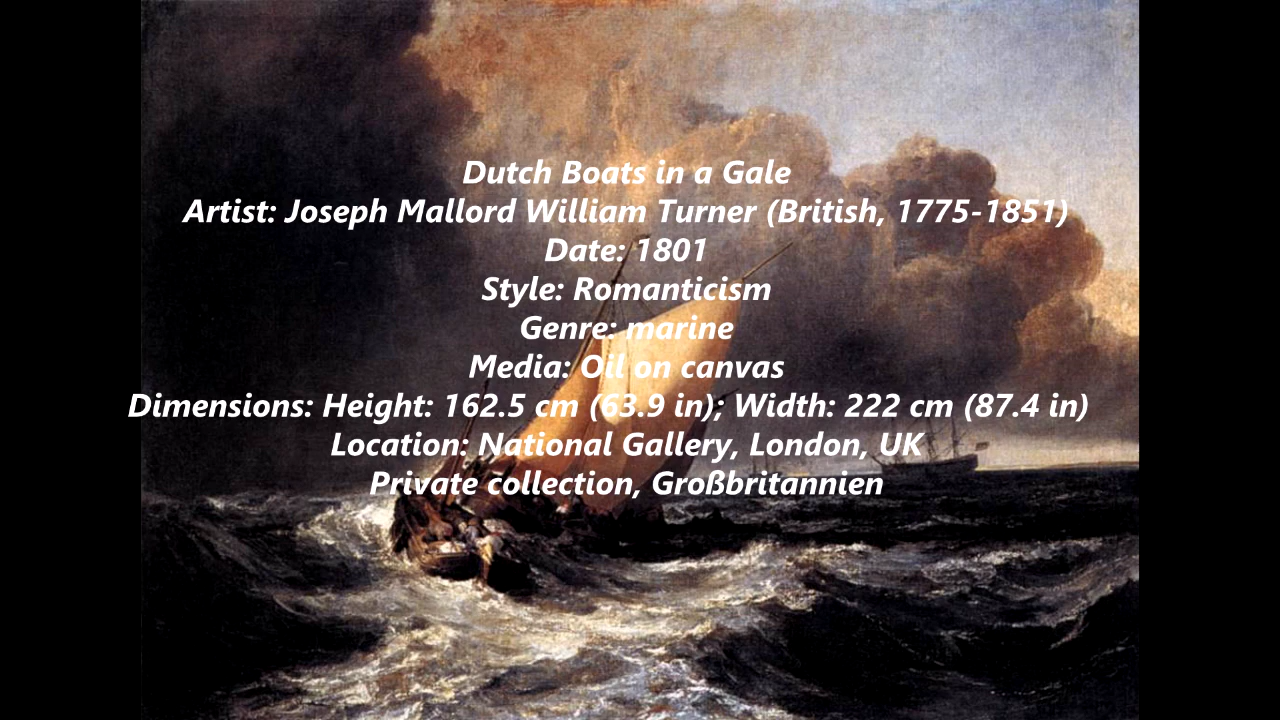 Dutch Boats in a Gale
Artist: Joseph Mallord William Turner (British, 1775-1851)
Date: 1801
Style: Romanticism
Genre: marine
Media: Oil on canvas
Dimensions: Height: 162.5 cm (63.9 in); Width: 222 cm (87.4 in)
Location: National Gallery, London, UK
Private collection, Großbritannien